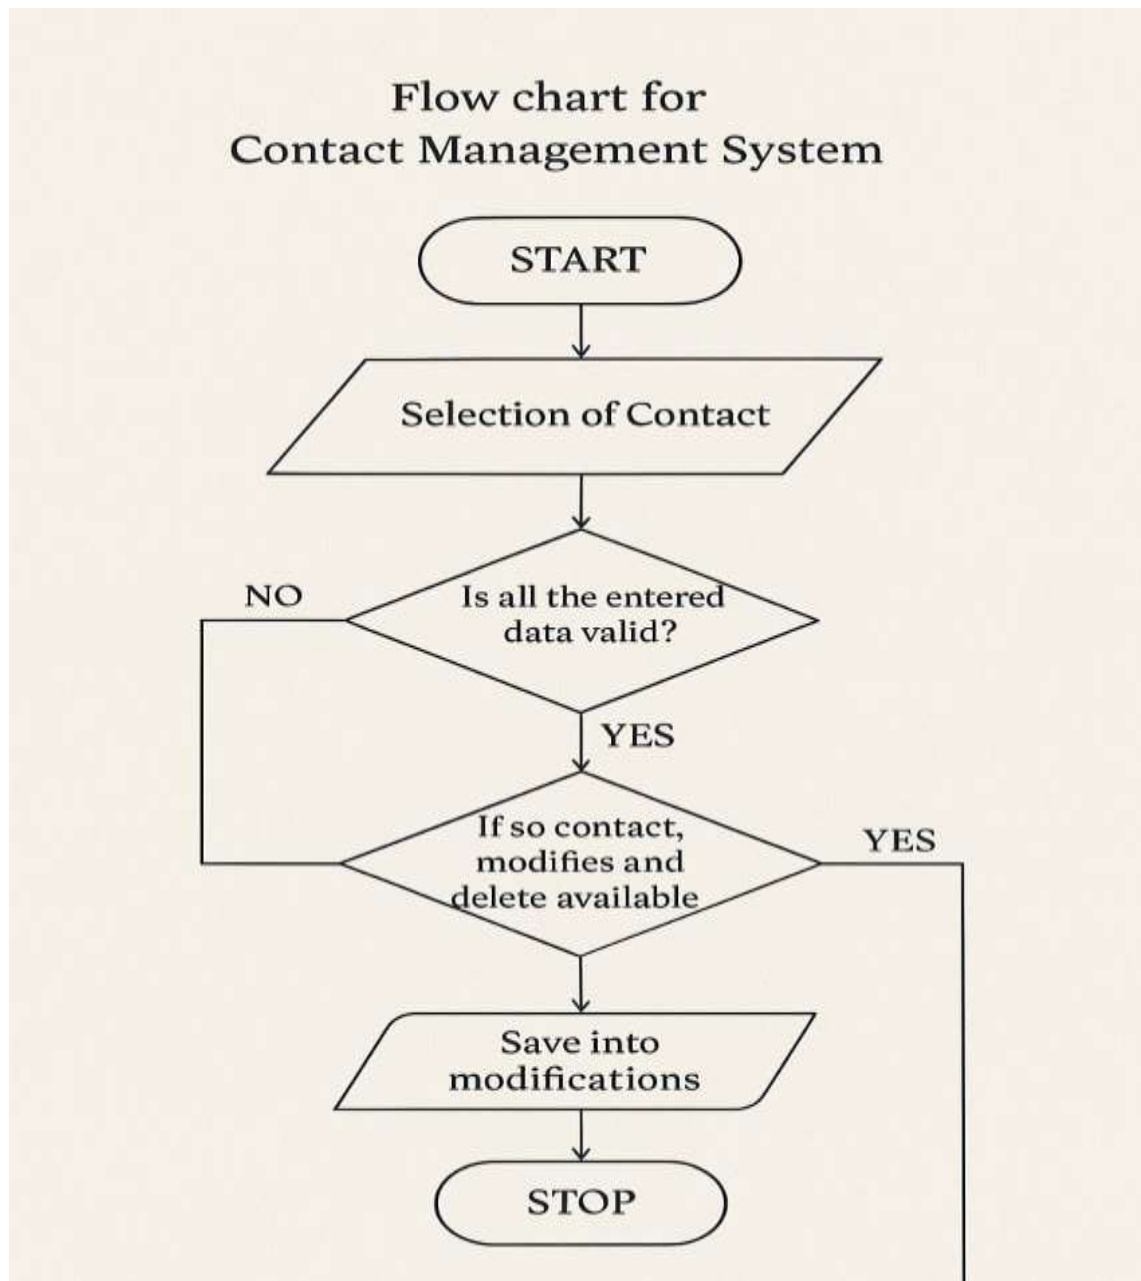 Flow chart for
Contact Management System
START
Selection of Contact
NO
Is all the entered
data valid?
YES
If so contact,
modifies and
delete available
YES
Save into
modifications
STOP